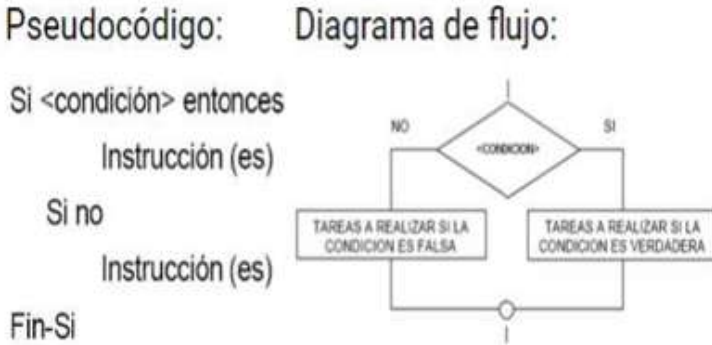 Pseudocódigo:
Si <condición> entonces
Instrucción (es)
Si no
Instrucción (es)
Fin-Si
Diagrama de flujo:
NO
<CONDICION>
SI
TAREAS A REALIZAR SI LA
CONDICION ES FALSA
TAREAS A REALIZAR SI LA
CONDICION ES VERDADERA